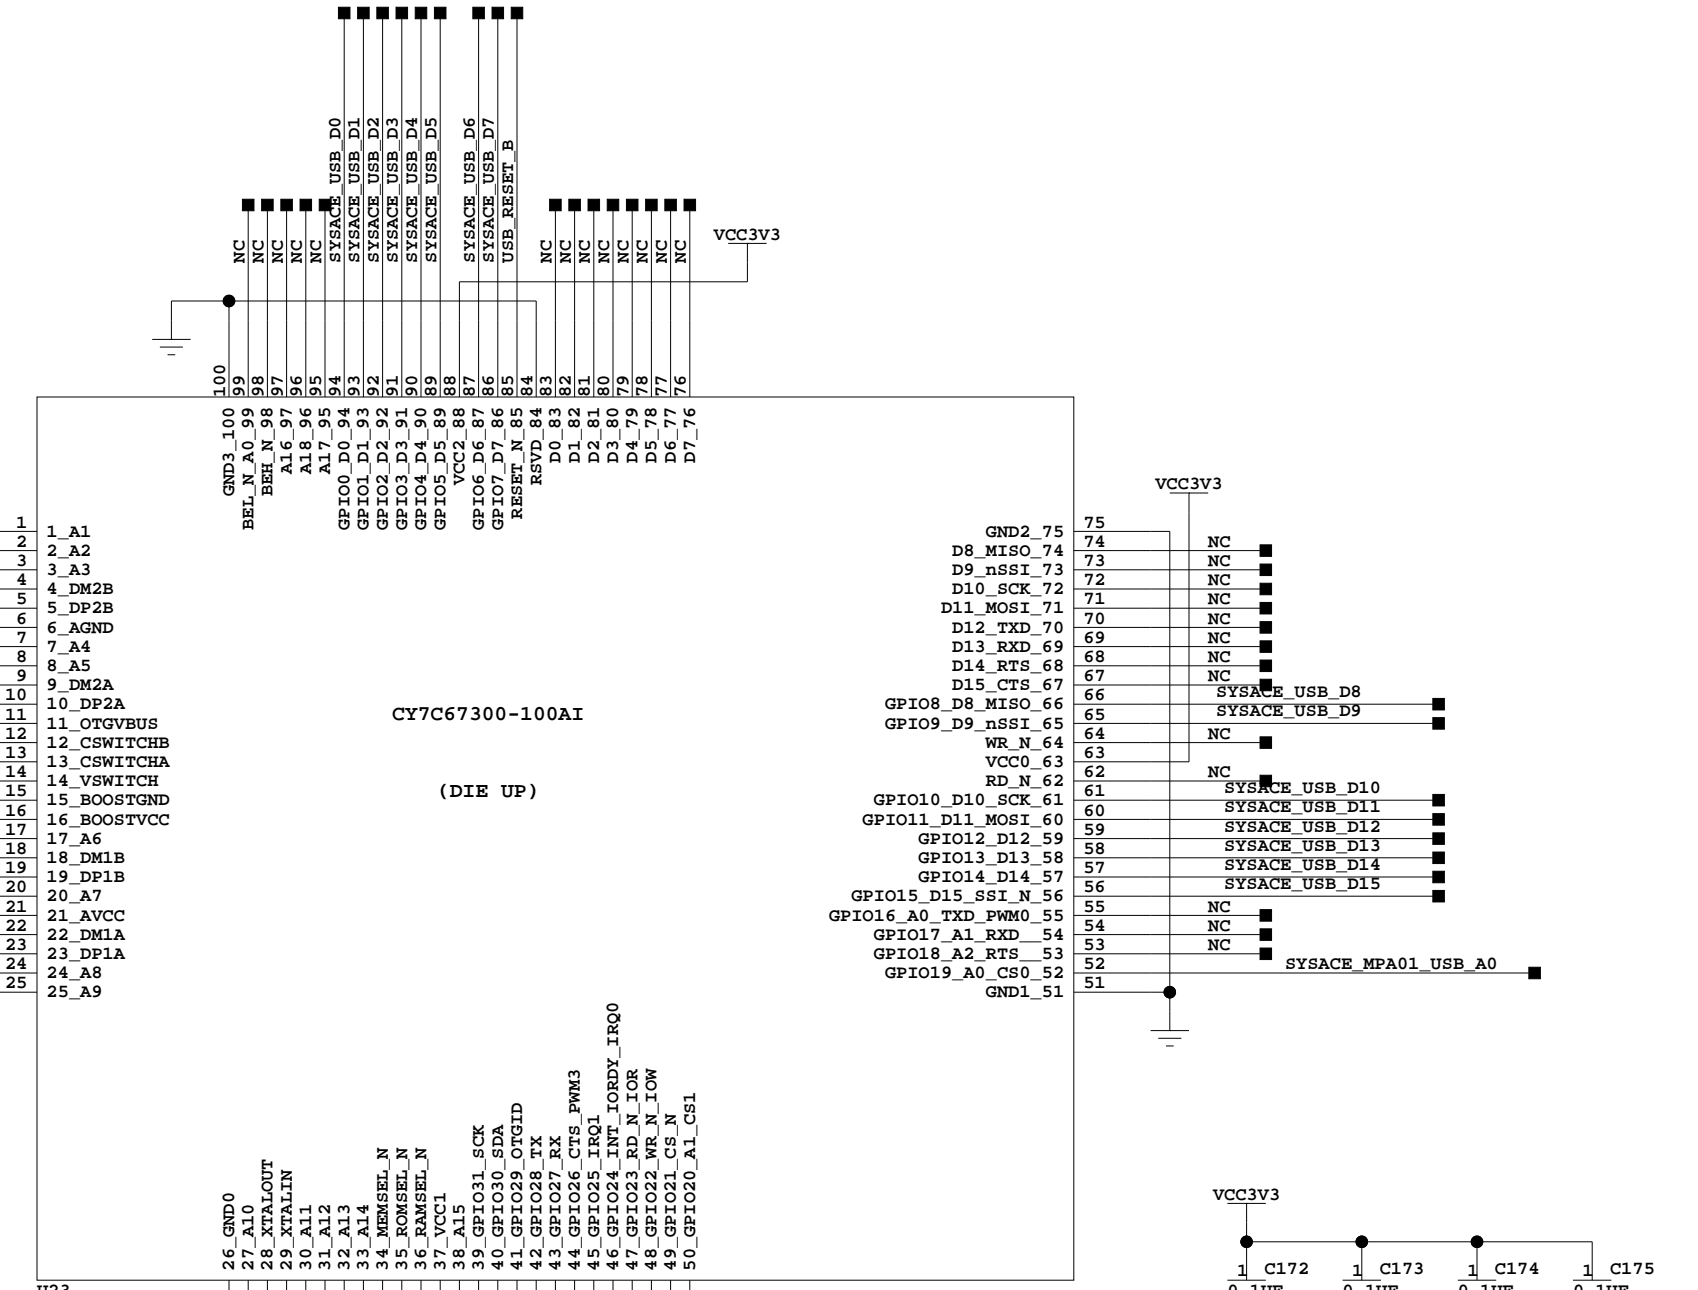 SYSACE_USB_D0
SYSACE_USB_D1
SYSACE_USB_D2
SYSACE_USB_D3
SYSACE_USB_D4
SYSACE_USB_D5
SYSACE_USB_D6
SYSACE_USB_D7
USB_RESET_B
NC
NC
NC
NC
NC
NC
NC
NC
NC
NC
NC
NC
NC
VCC3V3
100
99
98
97
96
95
94
93
92
91
90
89
88
87
86
85
84
83
82
81
80
79
78
77
76
GND3_100
BEL_N_A0_99
BEH_N_98
A16_97
A18_96
A17_95
GPIO0_D0_94
GPIO1_D1_93
GPIO2_D2_92
GPIO3_D3_91
GPIO4_D4_90
GPIO5_D5_89
VCC2_88
GPIO6_D6_87
GPIO7_D7_86
RESET_N_85
RSVD_84
D0_83
D1_82
D2_81
D3_80
D4_79
D5_78
D6_77
D7_76
1 1_A1
2 2_A2
3 3_A3
4 4_DM2B
5 5_DP2B
6 6_AGND
7 7_A4
8 8_A5
9 9_DM2A
10 10_DP2A
11 11_OTGVBUS
12 12_CSWITCHB
13 13_CSWITCHA
14 14_VSWITCH
15 15_BOOSTGND
16 16_BOOSTVCC
17 17_A6
18 18_DM1B
19 19_DP1B
20 20_A7
21 21_AVCC
22 22_DM1A
23 23_DP1A
24 24_A8
25 25_A9
CY7C67300-100AI
(DIE UP)
VCC3V3
GND2_75 75
D8_MISO_74 74 NC
D9_nSSI_73 73 NC
D10_SCK_72 72 NC
D11_MOSI_71 71 NC
D12_TXD_70 70 NC
D13_RXD_69 69 NC
D14_RTS_68 68 NC
D15_CTS_67 67 NC
GPIO8_D8_MISO_66 66 SYSACE_USB_D8
GPIO9_D9_nSSI_65 65 SYSACE_USB_D9
WR_N_64 64 NC
VCC0_63 63
RD_N_62 62 NC
GPIO10_D10_SCK_61 61 SYSACE_USB_D10
GPIO11_D11_MOSI_60 60 SYSACE_USB_D11
GPIO12_D12_59 59 SYSACE_USB_D12
GPIO13_D13_58 58 SYSACE_USB_D13
GPIO14_D14_57 57 SYSACE_USB_D14
GPIO15_D15_SSI_N_56 56 SYSACE_USB_D15
GPIO16_A0_TXD_PWM0_55 55 NC
GPIO17_A1_RXD__54 54 NC
GPIO18_A2_RTS__53 53 NC
GPIO19_A0_CS0_52 52 SYSACE_MPA01_USB_A0
GND1_51 51
26_GND0
27_A10
28_XTALOUT
29_XTALIN
30_A11
31_A12
32_A13
33_A14
34_MEMSEL_N
35_ROMSEL_N
36_RAMSEL_N
37_VCC1
38_A15
39_GPIO31_SCK
40_GPIO30_SDA
41_GPIO29_OTGID
42_GPIO28_TX
43_GPIO27_RX
44_GPIO26_CTS_PWM3
45_GPIO25_IRQ1
46_GPIO24_INT_IORDY_IRQ0
47_GPIO23_RD_N_IOR
48_GPIO22_WR_N_IOW
49_GPIO21_CS_N
50_GPIO20_A1_CS1
VCC3V3
1 C172
1 C173
1 C174
1 C175